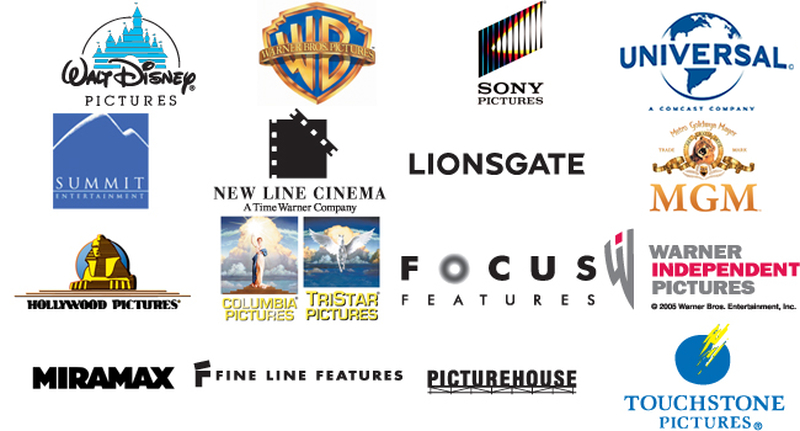 WALT DISNEY®
PICTURES
WARNER BROS. PICTURES
WB
SONY
PICTURES
UNIVERSAL©
A COMCAST COMPANY
SUMMIT
ENTERTAINMENT
NEW LINE CINEMA
A Time Warner Company
LIONSGATE
Metro Goldwyn Mayer
TRADE MARK
MGM
HOLLYWOOD PICTURES®
COLUMBIA
PICTURES
TRISTAR
PICTURES
FOCUS
FEATURES
WARNER
INDEPENDENT
PICTURES
© 2005 Warner Bros. Entertainment, Inc.
MIRAMAX
FINE LINE FEATURES
PICTUREHOUSE
TOUCHSTONE
PICTURES®